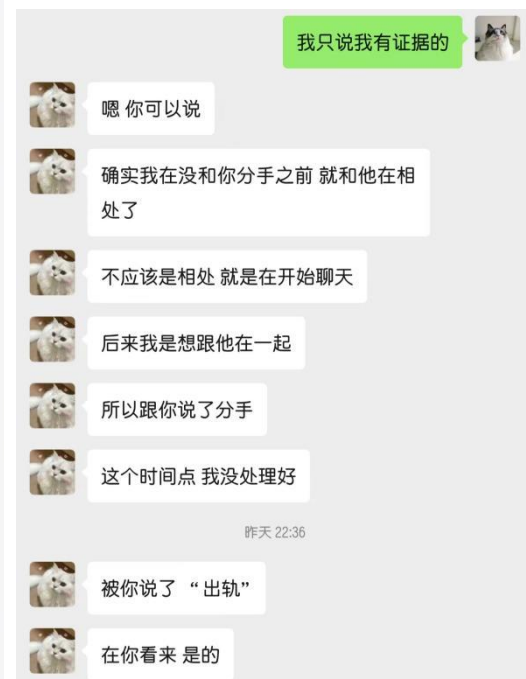 我只说我有证据的
嗯 你可以说
确实我在没和你分手之前 就和他在相
处了
不应该是相处 就是在开始聊天
后来我是想跟他在一起
所以跟你说了分手
这个时间点 我没处理好
昨天 22:36
被你说了 “出轨”
在你看来 是的